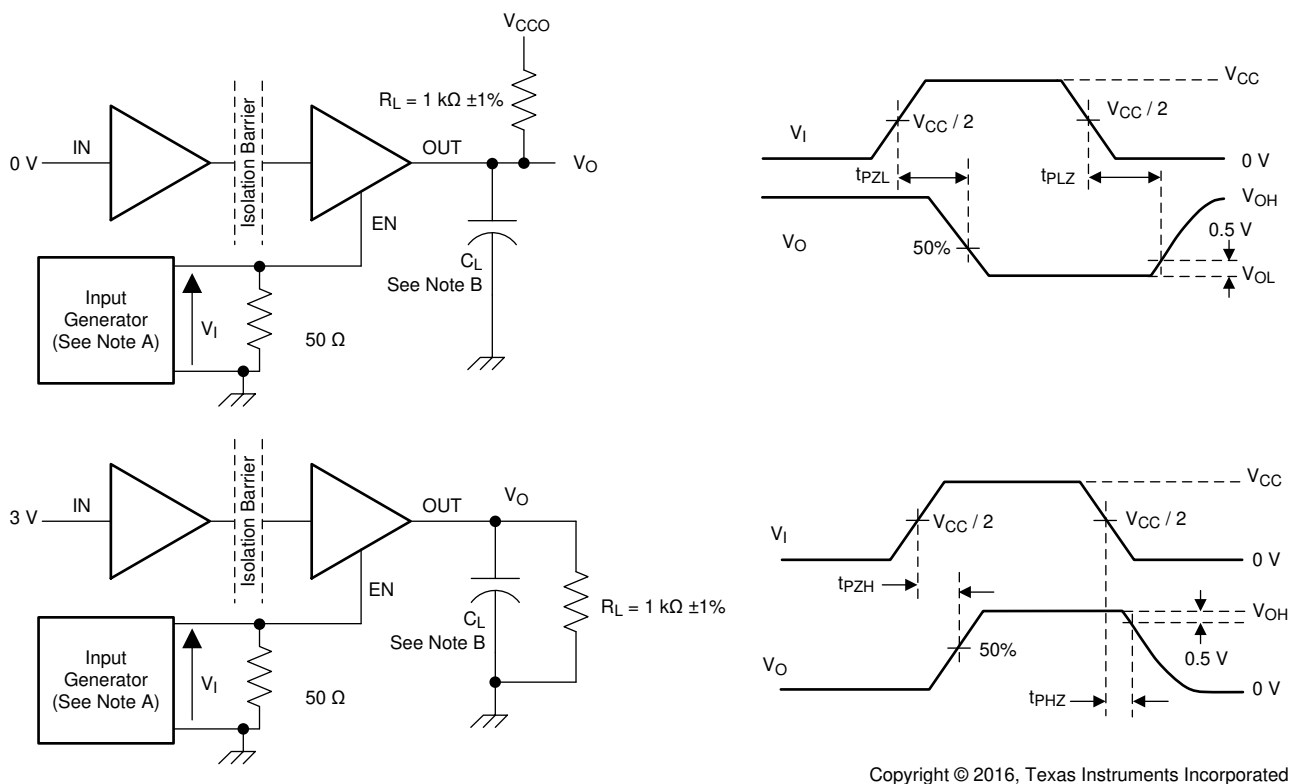 V_CCO
R_L = 1 kΩ ±1%
Isolation Barrier
IN
OUT
0 V
V_O
EN
C_L
See Note B
Input
Generator
(See Note A)
V_I
50 Ω
V_CC
V_I
V_CC / 2
V_CC / 2
0 V
t_PZL
t_PLZ
V_OH
0.5 V
V_O
50%
V_OL
Isolation Barrier
IN
OUT
V_O
3 V
EN
C_L
See Note B
R_L = 1 kΩ ±1%
Input
Generator
(See Note A)
V_I
50 Ω
V_CC
V_I
V_CC / 2
V_CC / 2
0 V
t_PZH
V_OH
V_O
50%
0.5 V
0 V
t_PHZ
Copyright © 2016, Texas Instruments Incorporated